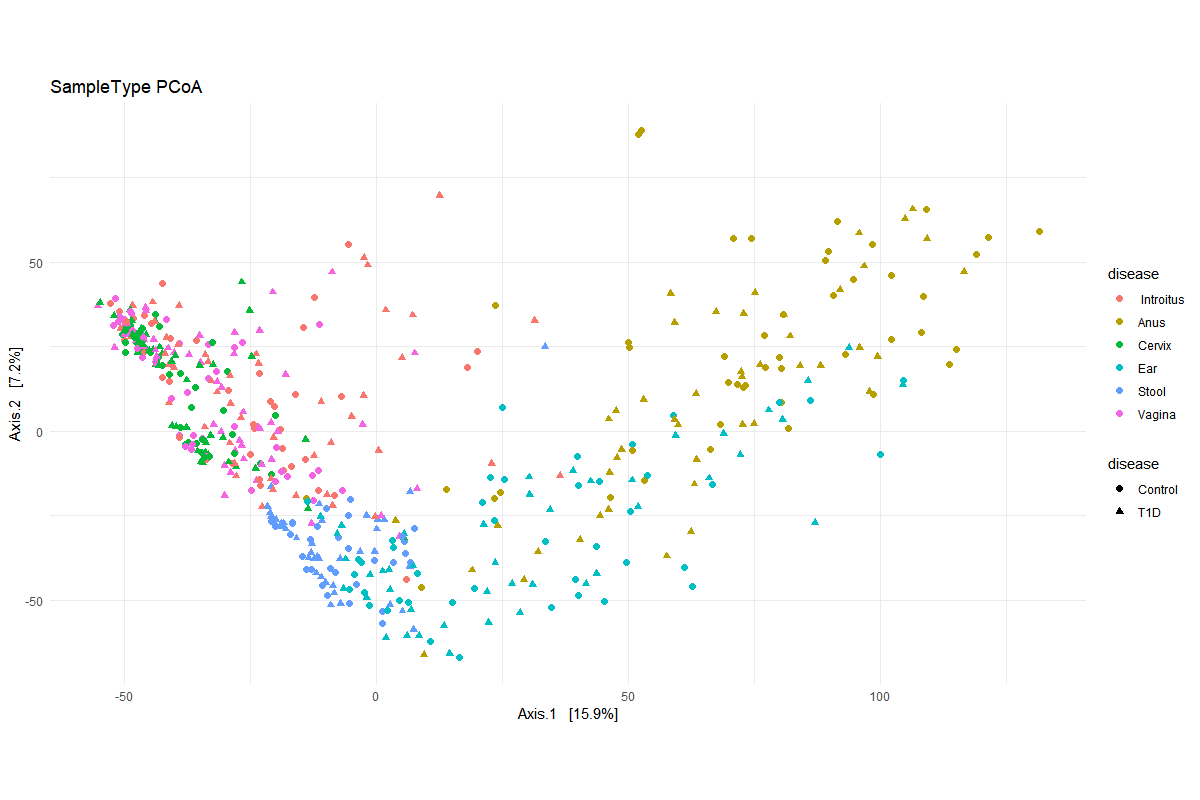 SampleType PCoA
50
0
-50
-50
0
50
100
Axis.1 [15.9%]
Axis.2 [7.2%]
disease
Introitus
Anus
Cervix
Ear
Stool
Vagina
disease
Control
T1D